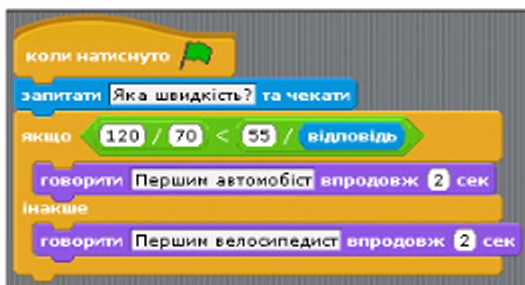 коли натиснуто
запитати Яка швидкість? та чекати
якщо 120 / 70 < 55 / відповідь
говорити Першим автомобіст впродовж 2 сек
інакше
говорити Першим велосипедист впродовж 2 сек